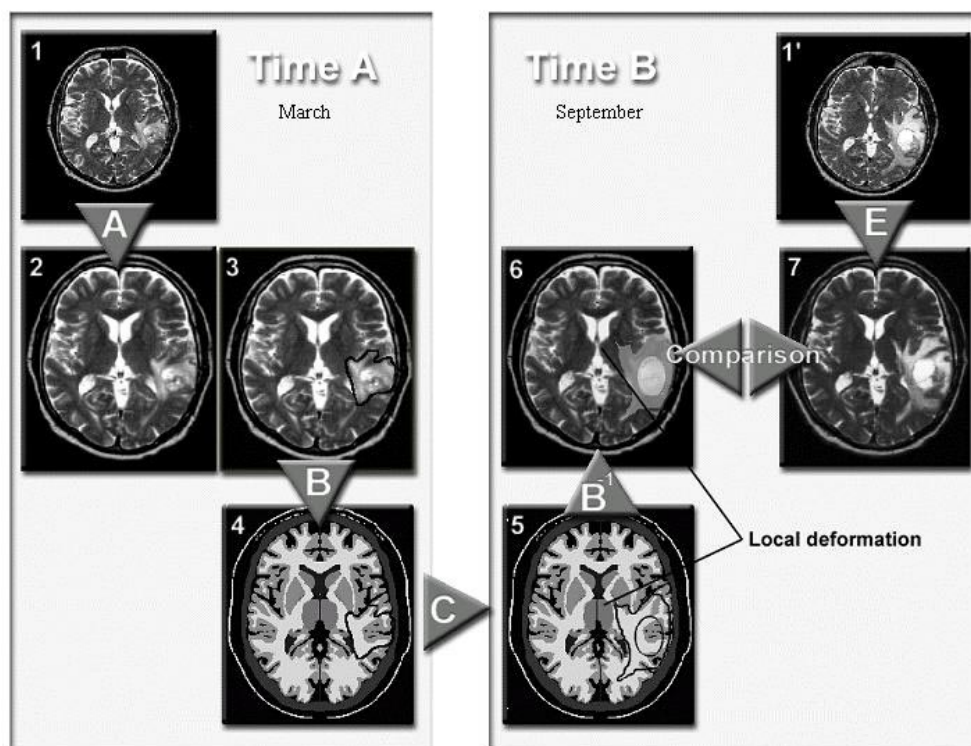 1
Time A
March
A
2
3
B
4
C
Time B
September
1'
E
6
Comparison
7
B-1
5
Local deformation